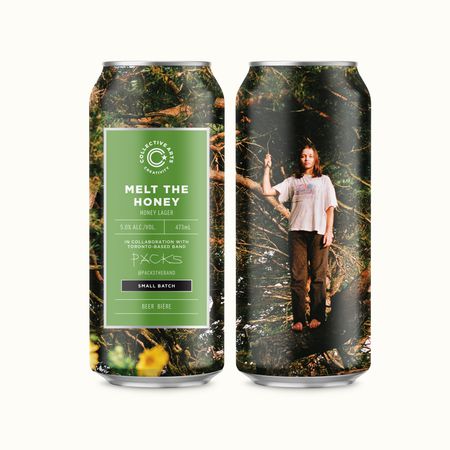 COLLECTIVE ARTS
CREATIVITY
MELT THE
HONEY
HONEY LAGER
5.0% ALC./VOL.
473mL
IN COLLABORATION WITH
TORONTO-BASED BAND
PACKS
@PACKSTHEBAND
SMALL BATCH
BEER BIÈRE